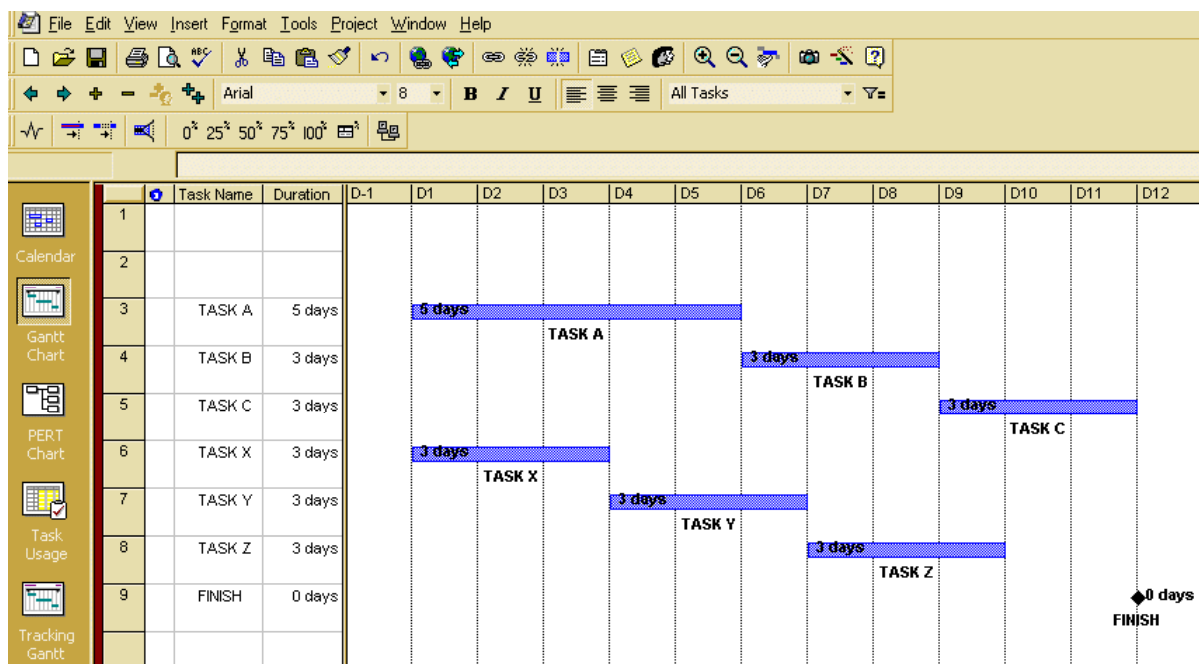 File Edit View Insert Format Tools Project Window Help
ABC
Arial 8 B I U All Tasks
0% 25% 50% 75% 100%
Task Name Duration D-1 D1 D2 D3 D4 D5 D6 D7 D8 D9 D10 D11 D12
Calendar
Gantt Chart
PERT Chart
Task Usage
Tracking Gantt
1
2
3 TASK A 5 days 5 days
TASK A
4 TASK B 3 days 3 days
TASK B
5 TASK C 3 days 3 days
TASK C
6 TASK X 3 days 3 days
TASK X
7 TASK Y 3 days 3 days
TASK Y
8 TASK Z 3 days 3 days
TASK Z
9 FINISH 0 days 0 days
FINISH